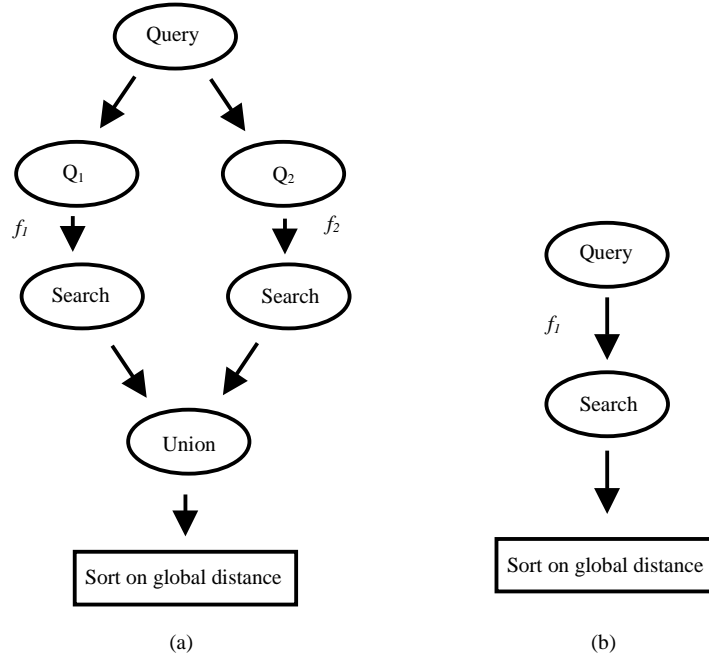 Query
Q₁
Q₂
f₁
f₂
Search
Search
Union
Sort on global distance
(a)
Query
f₁
Search
Sort on global distance
(b)